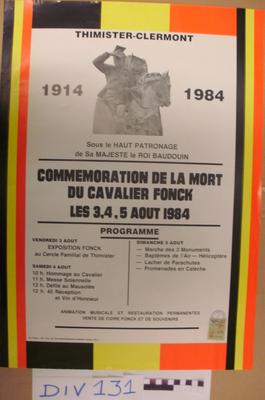 THIMISTER-CLERMONT
1914 1984
Sous le HAUT PATRONAGE
de Sa MAJESTE le ROI BAUDOUIN
COMMEMORATION DE LA MORT
DU CAVALIER FONCK
LES 3,4,5 AOUT 1984
PROGRAMME
VENDREDI 3 AOUT
EXPOSITION FONCK
au Cercle Familial de Thimister
SAMEDI 4 AOUT
10 h. Hommage au Cavalier
11 h. Messe Solennelle
12 h. Défilé au Mausolée
12 h. 45 Réception
et Vin d'Honneur
DIMANCHE 5 AOUT
— Marche des 3 Monuments
— Baptêmes de l'Air — Hélicoptère
— Lacher de Parachutes
— Promenades en Calèche
ANIMATION MUSICALE ET RESTAURATION PERMANENTES
VENTE DE CIDRE FONCK ET DE SOUVENIRS
DIV 131